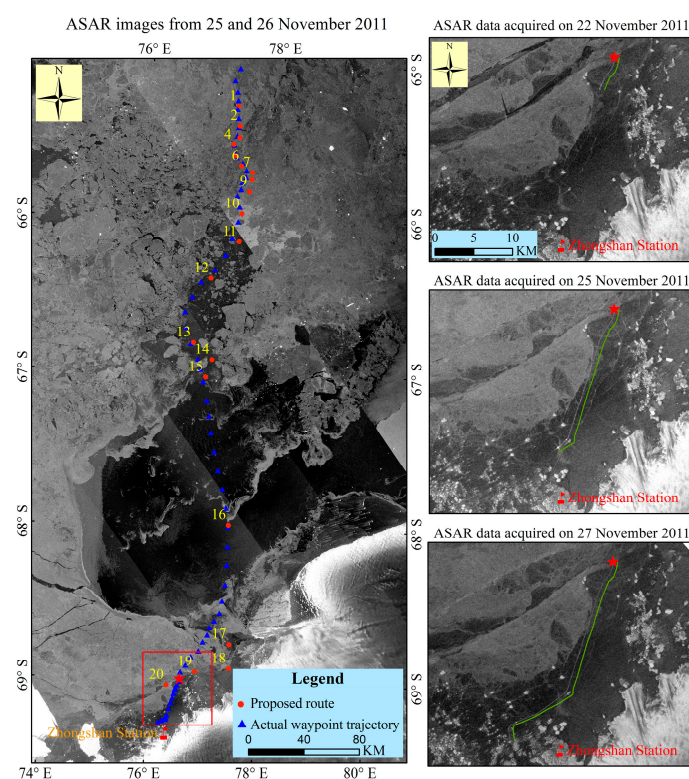 ASAR images from 25 and 26 November 2011
76° E
78° E
N
1
2
4
6
7
9
10
11
12
13
14
15
16
17
18
19
20
65° S
66° S
67° S
68° S
69° S
74° E
76° E
78° E
80° E
Zhongshan Station
Legend
Proposed route
Actual waypoint trajectory
0 40 80
KM
ASAR data acquired on 22 November 2011
N
0 5 10
KM
Zhongshan Station
ASAR data acquired on 25 November 2011
Zhongshan Station
ASAR data acquired on 27 November 2011
Zhongshan Station
65° S
66° S
67° S
68° S
69° S